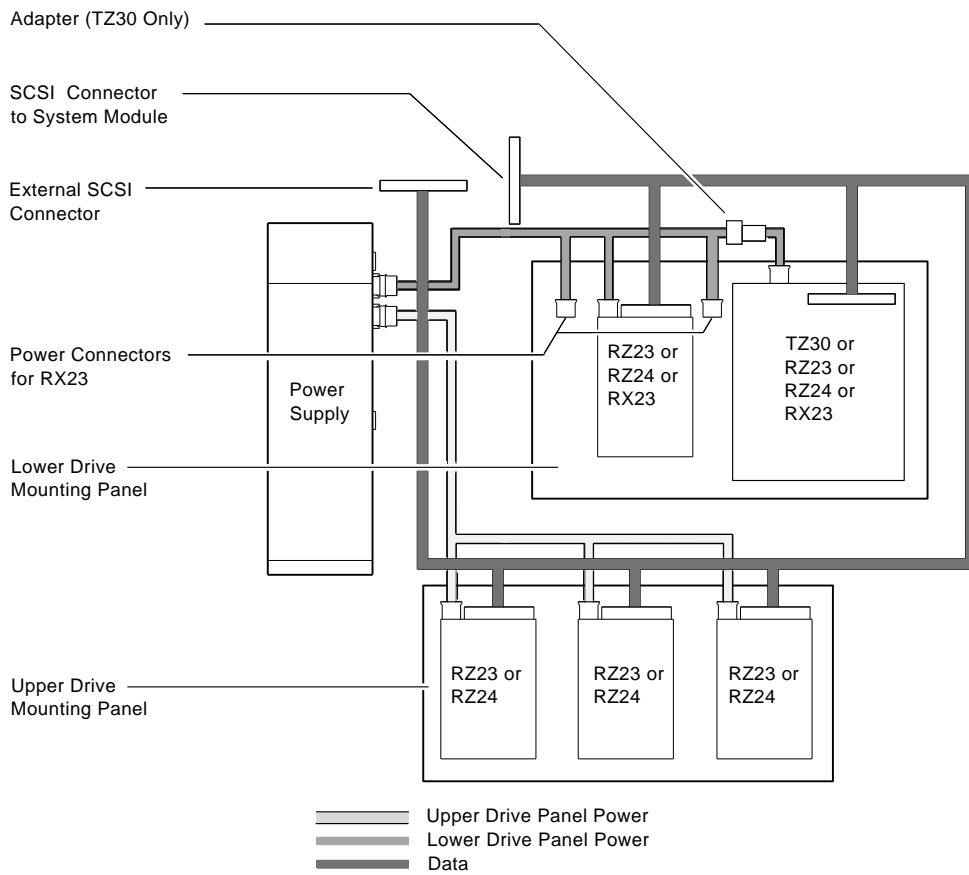 Adapter (TZ30 Only)
SCSI Connector
to System Module
External SCSI
Connector
Power Connectors
for RX23
Power
Supply
RZ23 or
RZ24 or
RX23
TZ30 or
RZ23 or
RZ24 or
RX23
Lower Drive
Mounting Panel
Upper Drive
Mounting Panel
RZ23 or
RZ24
RZ23 or
RZ24
RZ23 or
RZ24
Upper Drive Panel Power
Lower Drive Panel Power
Data